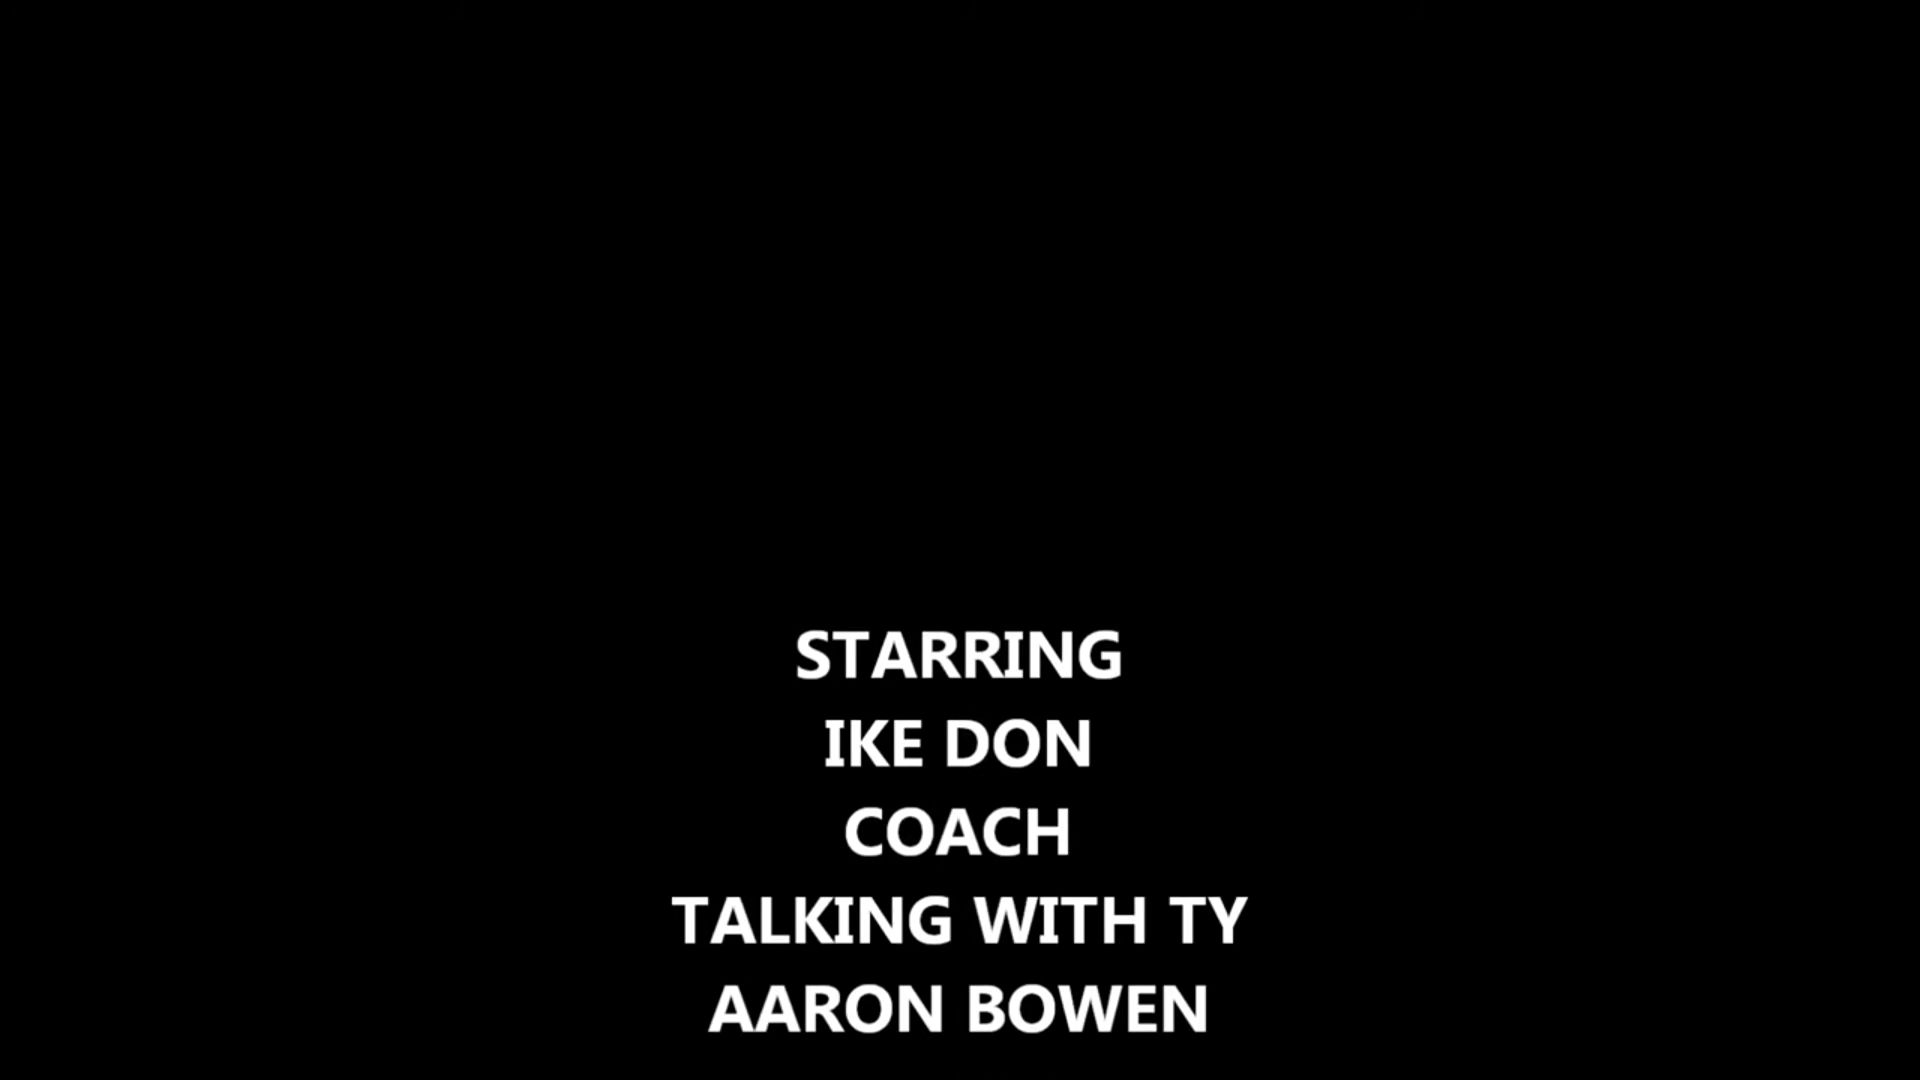 STARRING
IKE DON
COACH
TALKING WITH TY
AARON BOWEN